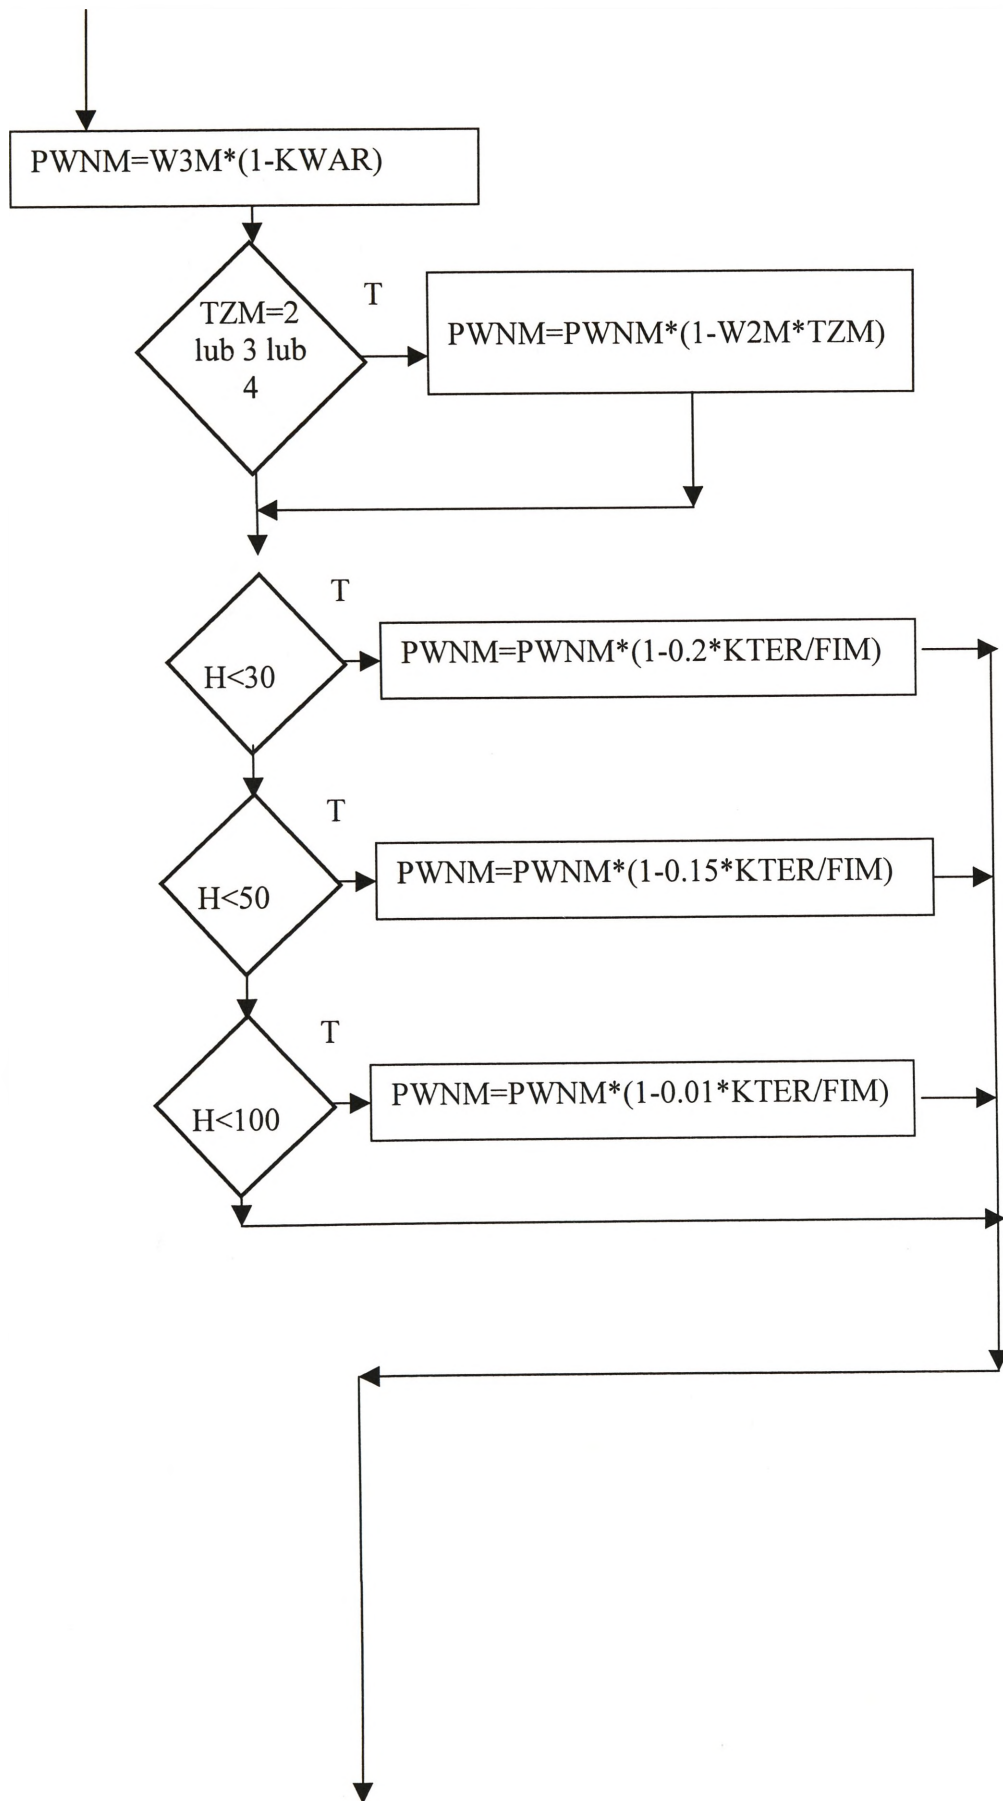 PWNM=W3M*(1-KWAR)
T
TZM=2
lub 3 lub
4
PWNM=PWNM*(1-W2M*TZM)
T
H<30
PWNM=PWNM*(1-0.2*KTER/FIM)
T
H<50
PWNM=PWNM*(1-0.15*KTER/FIM)
T
H<100
PWNM=PWNM*(1-0.01*KTER/FIM)